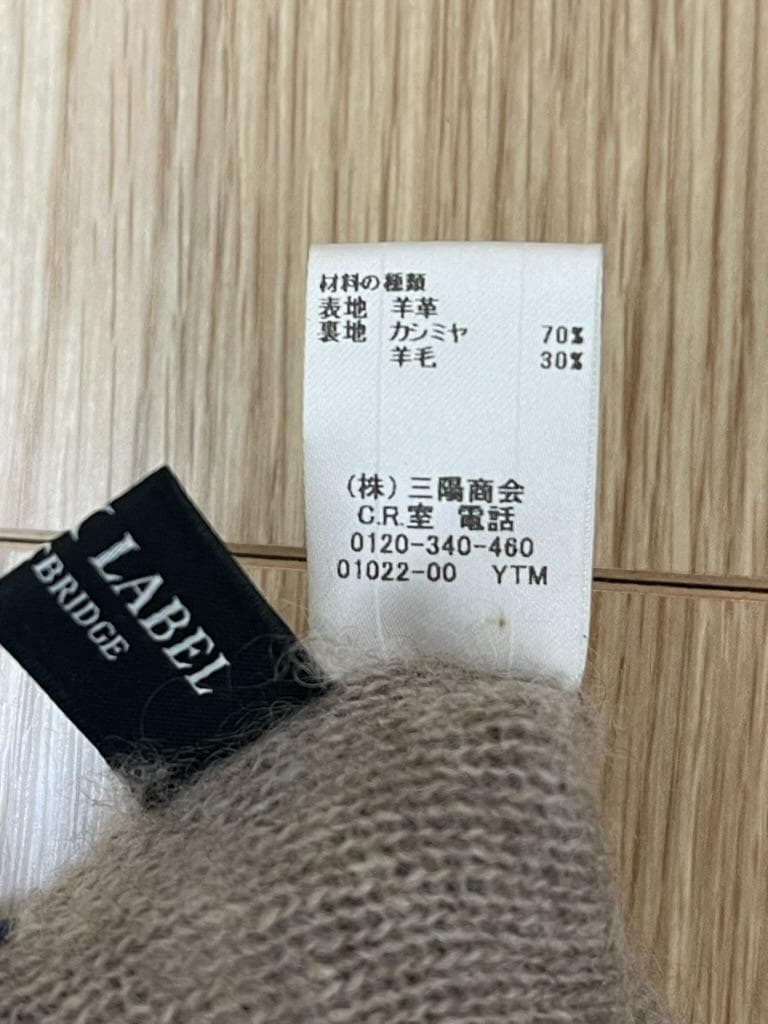 材料の種類
表地 羊革
裏地 カシミヤ 70%
羊毛 30%
(株)三陽商会
C.R.室 電話
0120-340-460
01022-00 YTM
LABEL
BRIDGE